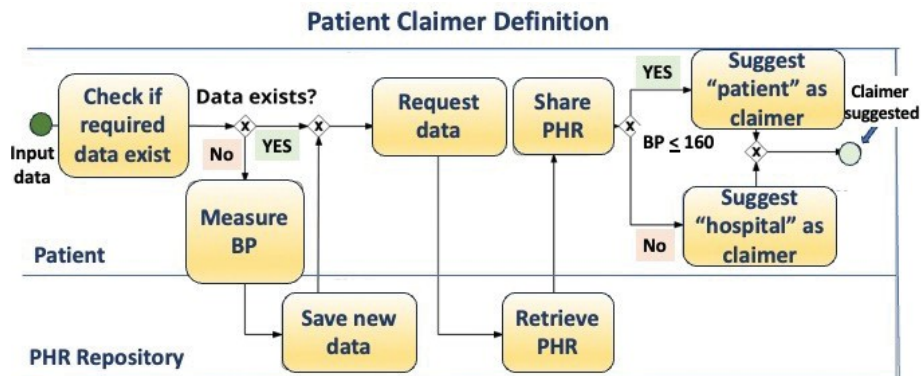 Patient Claimer Definition
Check if
required
data exist
Input
data
Data exists?
x
No
YES
x
Measure
BP
Save new
data
Request
data
Retrieve
PHR
Share
PHR
x
BP ≤ 160
YES
No
Suggest
“patient” as
claimer
Suggest
“hospital” as
claimer
x
Claimer
suggested
Patient
PHR Repository